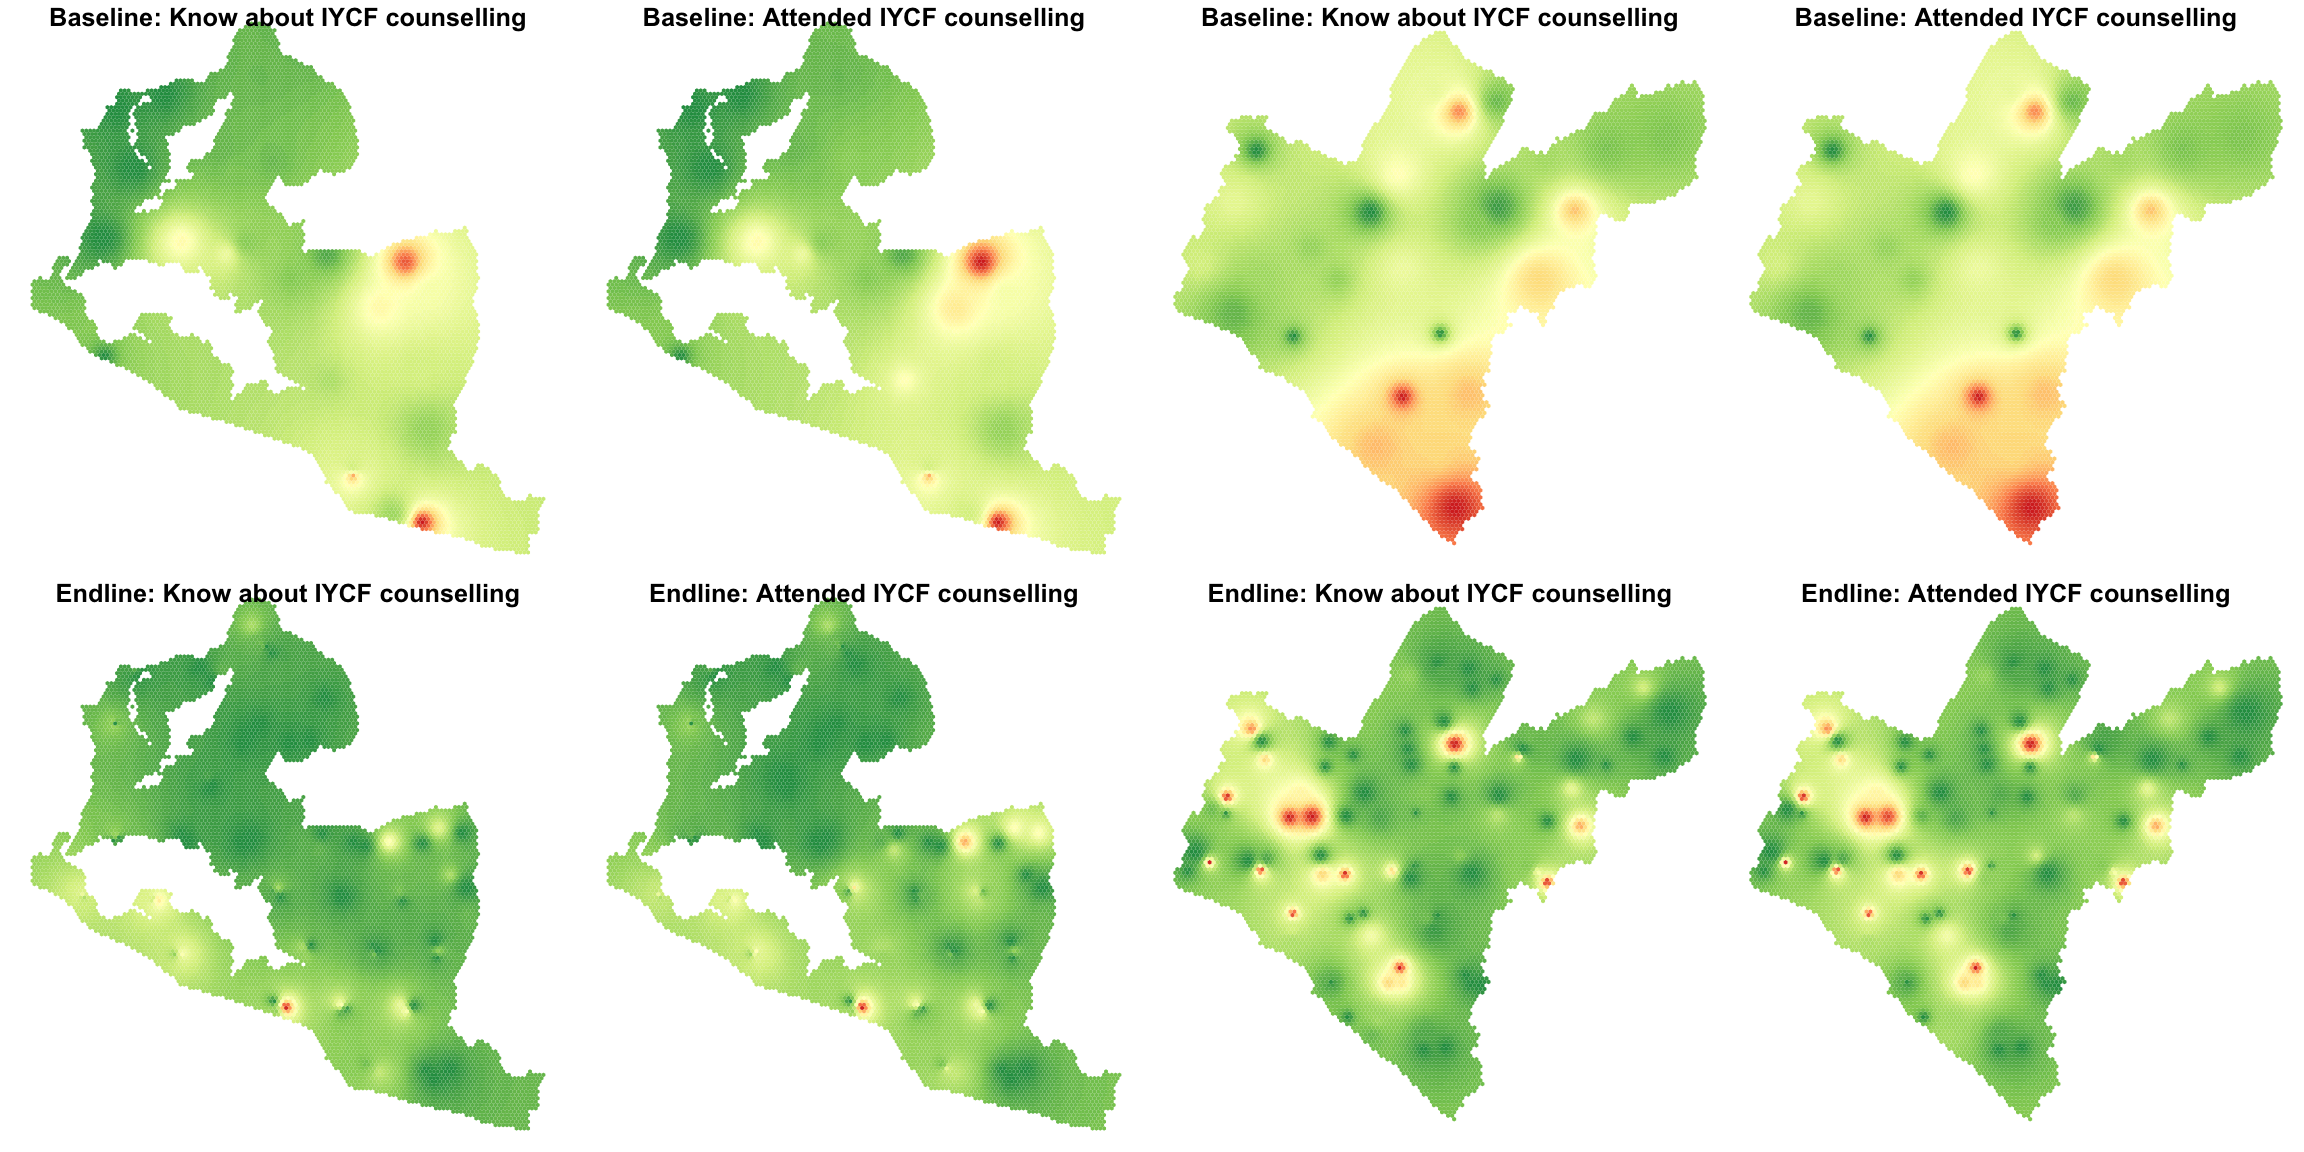 Baseline: Know about IYCF counselling
Baseline: Attended IYCF counselling
Baseline: Know about IYCF counselling
Baseline: Attended IYCF counselling
Endline: Know about IYCF counselling
Endline: Attended IYCF counselling
Endline: Know about IYCF counselling
Endline: Attended IYCF counselling